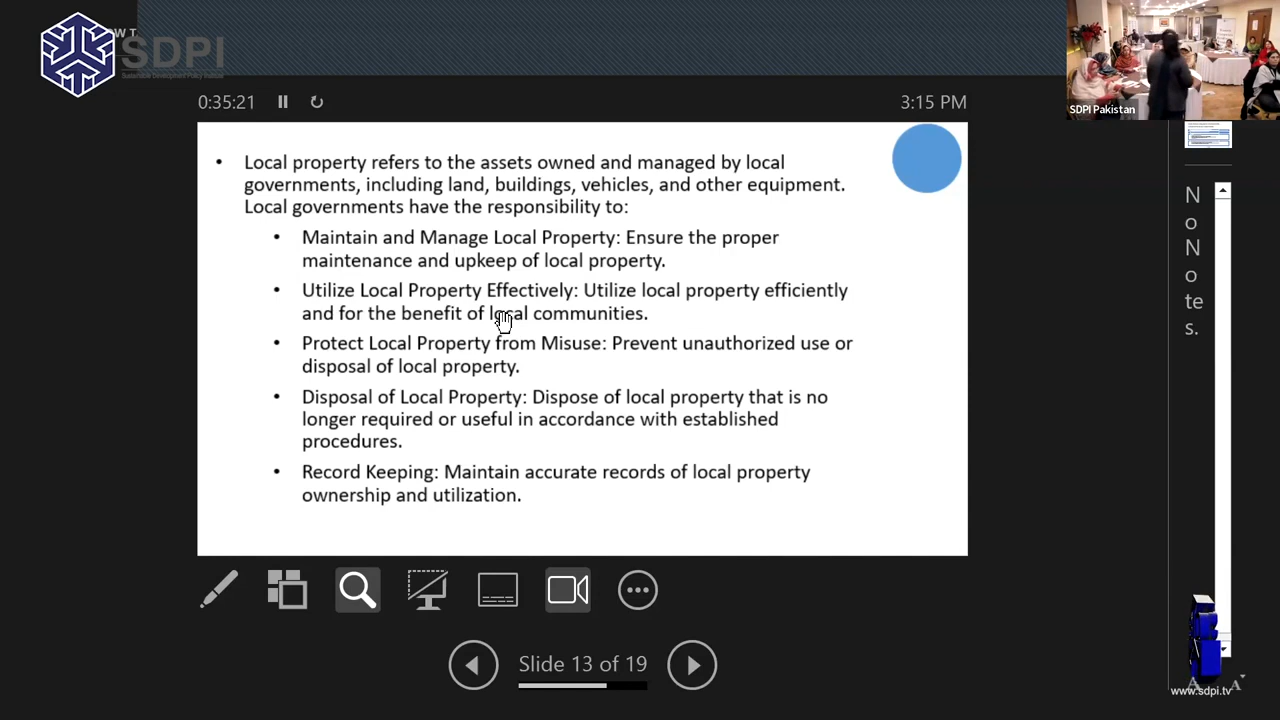 SDPI
Sustainable Development Policy Institute
SDPI Pakistan
0:35:21
3:15 PM
• Local property refers to the assets owned and managed by local
governments, including land, buildings, vehicles, and other equipment.
Local governments have the responsibility to:
• Maintain and Manage Local Property: Ensure the proper
maintenance and upkeep of local property.
• Utilize Local Property Effectively: Utilize local property efficiently
and for the benefit of local communities.
• Protect Local Property from Misuse: Prevent unauthorized use or
disposal of local property.
• Disposal of Local Property: Dispose of local property that is no
longer required or useful in accordance with established
procedures.
• Record Keeping: Maintain accurate records of local property
ownership and utilization.
N
o
N
o
te
s.
Slide 13 of 19
A A
www.sdpi.tv